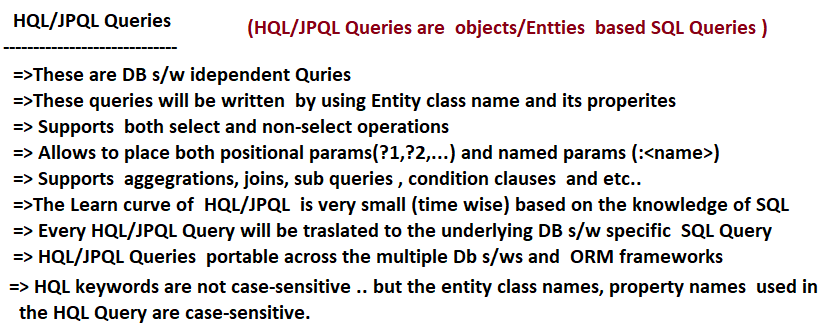 HQL/JPQL Queries (HQL/JPQL Queries are objects/Entties based SQL Queries )
-----------------------------
=>These are DB s/w idependent Quries
=>These queries will be written by using Entity class name and its properites
=> Supports both select and non-select operations
=> Allows to place both positional params(?1,?2,...) and named params (:<name>)
=> Supports aggegrations, joins, sub queries , condition clauses and etc..
=>The Learn curve of HQL/JPQL is very small (time wise) based on the knowledge of SQL
=> Every HQL/JPQL Query will be traslated to the underlying DB s/w specific SQL Query
=> HQL/JPQL Queries portable across the multiple Db s/ws and ORM frameworks
=> HQL keywords are not case-sensitive .. but the entity class names, property names used in
the HQL Query are case-sensitive.